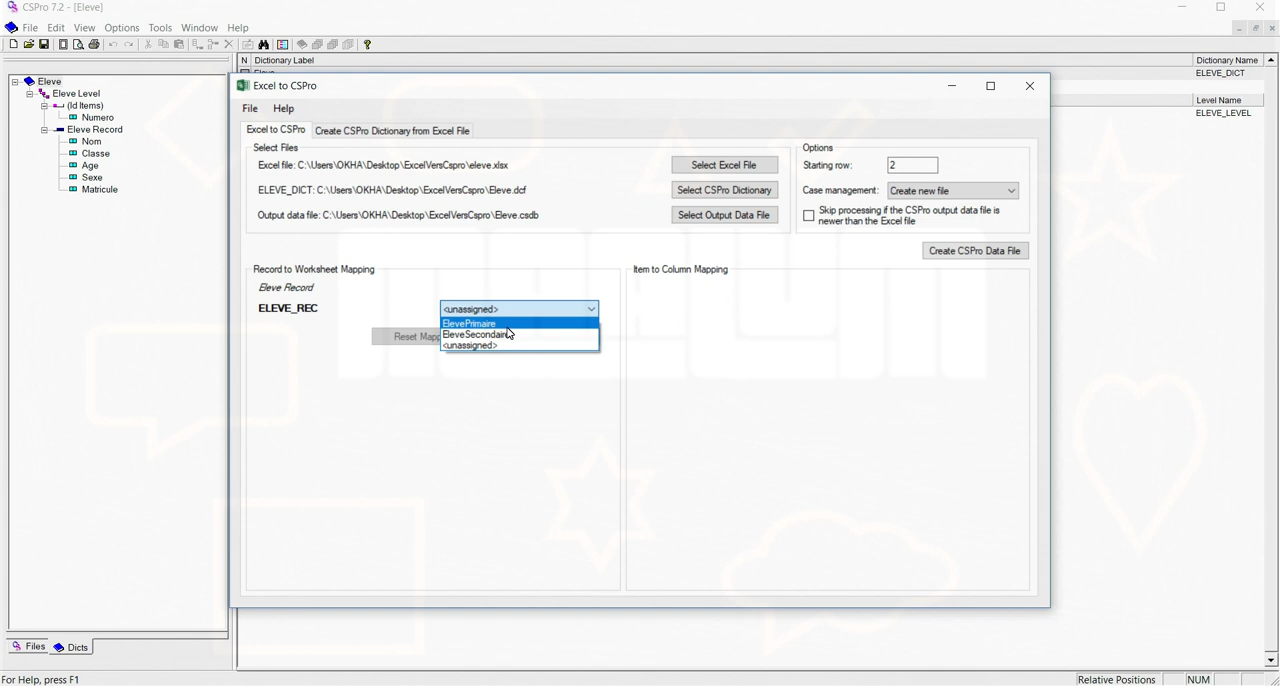 CSPro 7.2 - [Eleve]
File Edit View Options Tools Window Help
N Dictionary Label Dictionary Name
ELEVE_DICT
Level Name
ELEVE_LEVEL
Eleve
Eleve Level
(Id Items)
Numero
Eleve Record
Nom
Classe
Age
Sexe
Matricule
Excel to CSPro
File Help
Excel to CSPro Create CSPro Dictionary from Excel File
Select Files
Excel file: C:\Users\OKHA\Desktop\ExcelVersCspro\eleve.xlsx Select Excel File
ELEVE_DICT: C:\Users\OKHA\Desktop\ExcelVersCspro\Eleve.dcf Select CSPro Dictionary
Output data file: C:\Users\OKHA\Desktop\ExcelVersCspro\Eleve.csdb Select Output Data File
Options
Starting row: 2
Case management: Create new file
Skip processing if the CSPro output data file is
newer than the Excel file
Create CSPro Data File
Record to Worksheet Mapping
Eleve Record
ELEVE_REC <unassigned>
ElevePrimaire
<unassigned>
Reset
Item to Column Mapping
Files Dicts
For Help, press F1
Relative Positions NUM